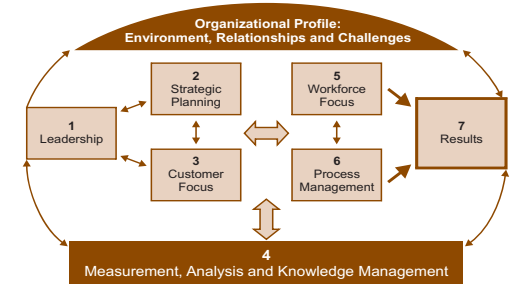 Organizational Profile:
Environment, Relationships and Challenges
2
Strategic
Planning
5
Workforce
Focus
1
Leadership
7
Results
3
Customer
Focus
6
Process
Management
4
Measurement, Analysis and Knowledge Management